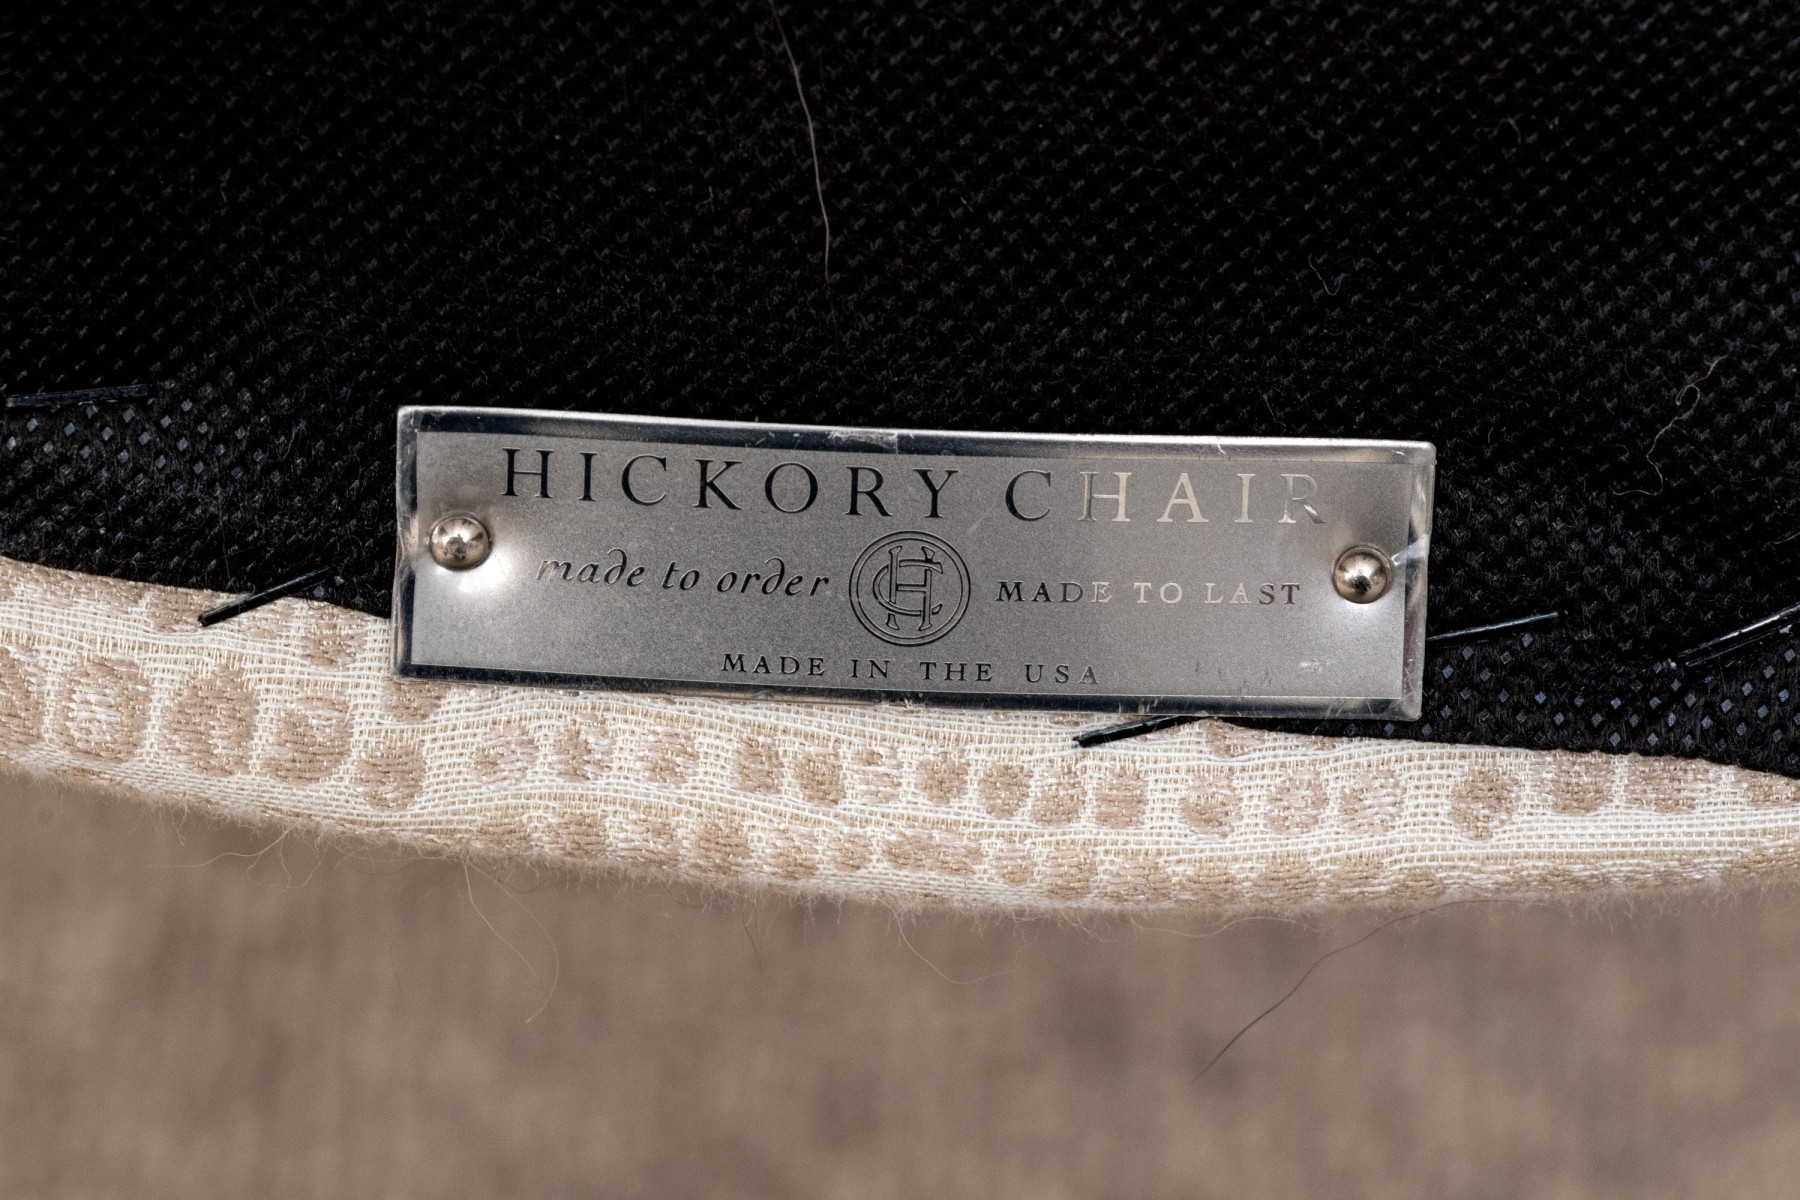 HICKORY CHAIR
made to order HC MADE TO LAST
MADE IN THE USA